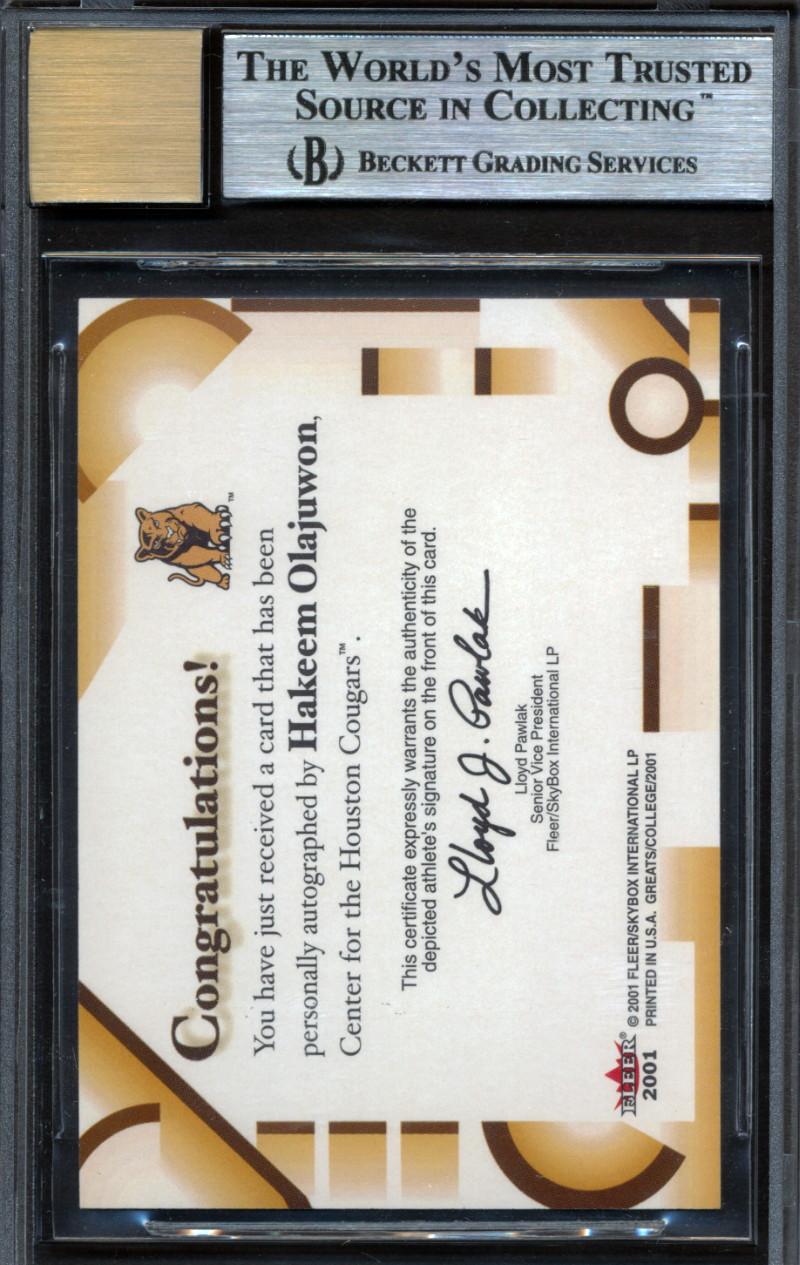 THE WORLD'S MOST TRUSTED
SOURCE IN COLLECTING™
(B) BECKETT GRADING SERVICES
Congratulations!
TM
You have just received a card that has been
personally autographed by Hakeem Olajuwon,
Center for the Houston Cougars™.
This certificate expressly warrants the authenticity of the
depicted athlete's signature on the front of this card.
Lloyd J. Pawlak
Lloyd Pawlak
Senior Vice President
Fleer/SkyBox International LP
FLEER®
2001
© 2001 FLEER/SKYBOX INTERNATIONAL LP
PRINTED IN U.S.A. GREATS/COLLEGE/2001